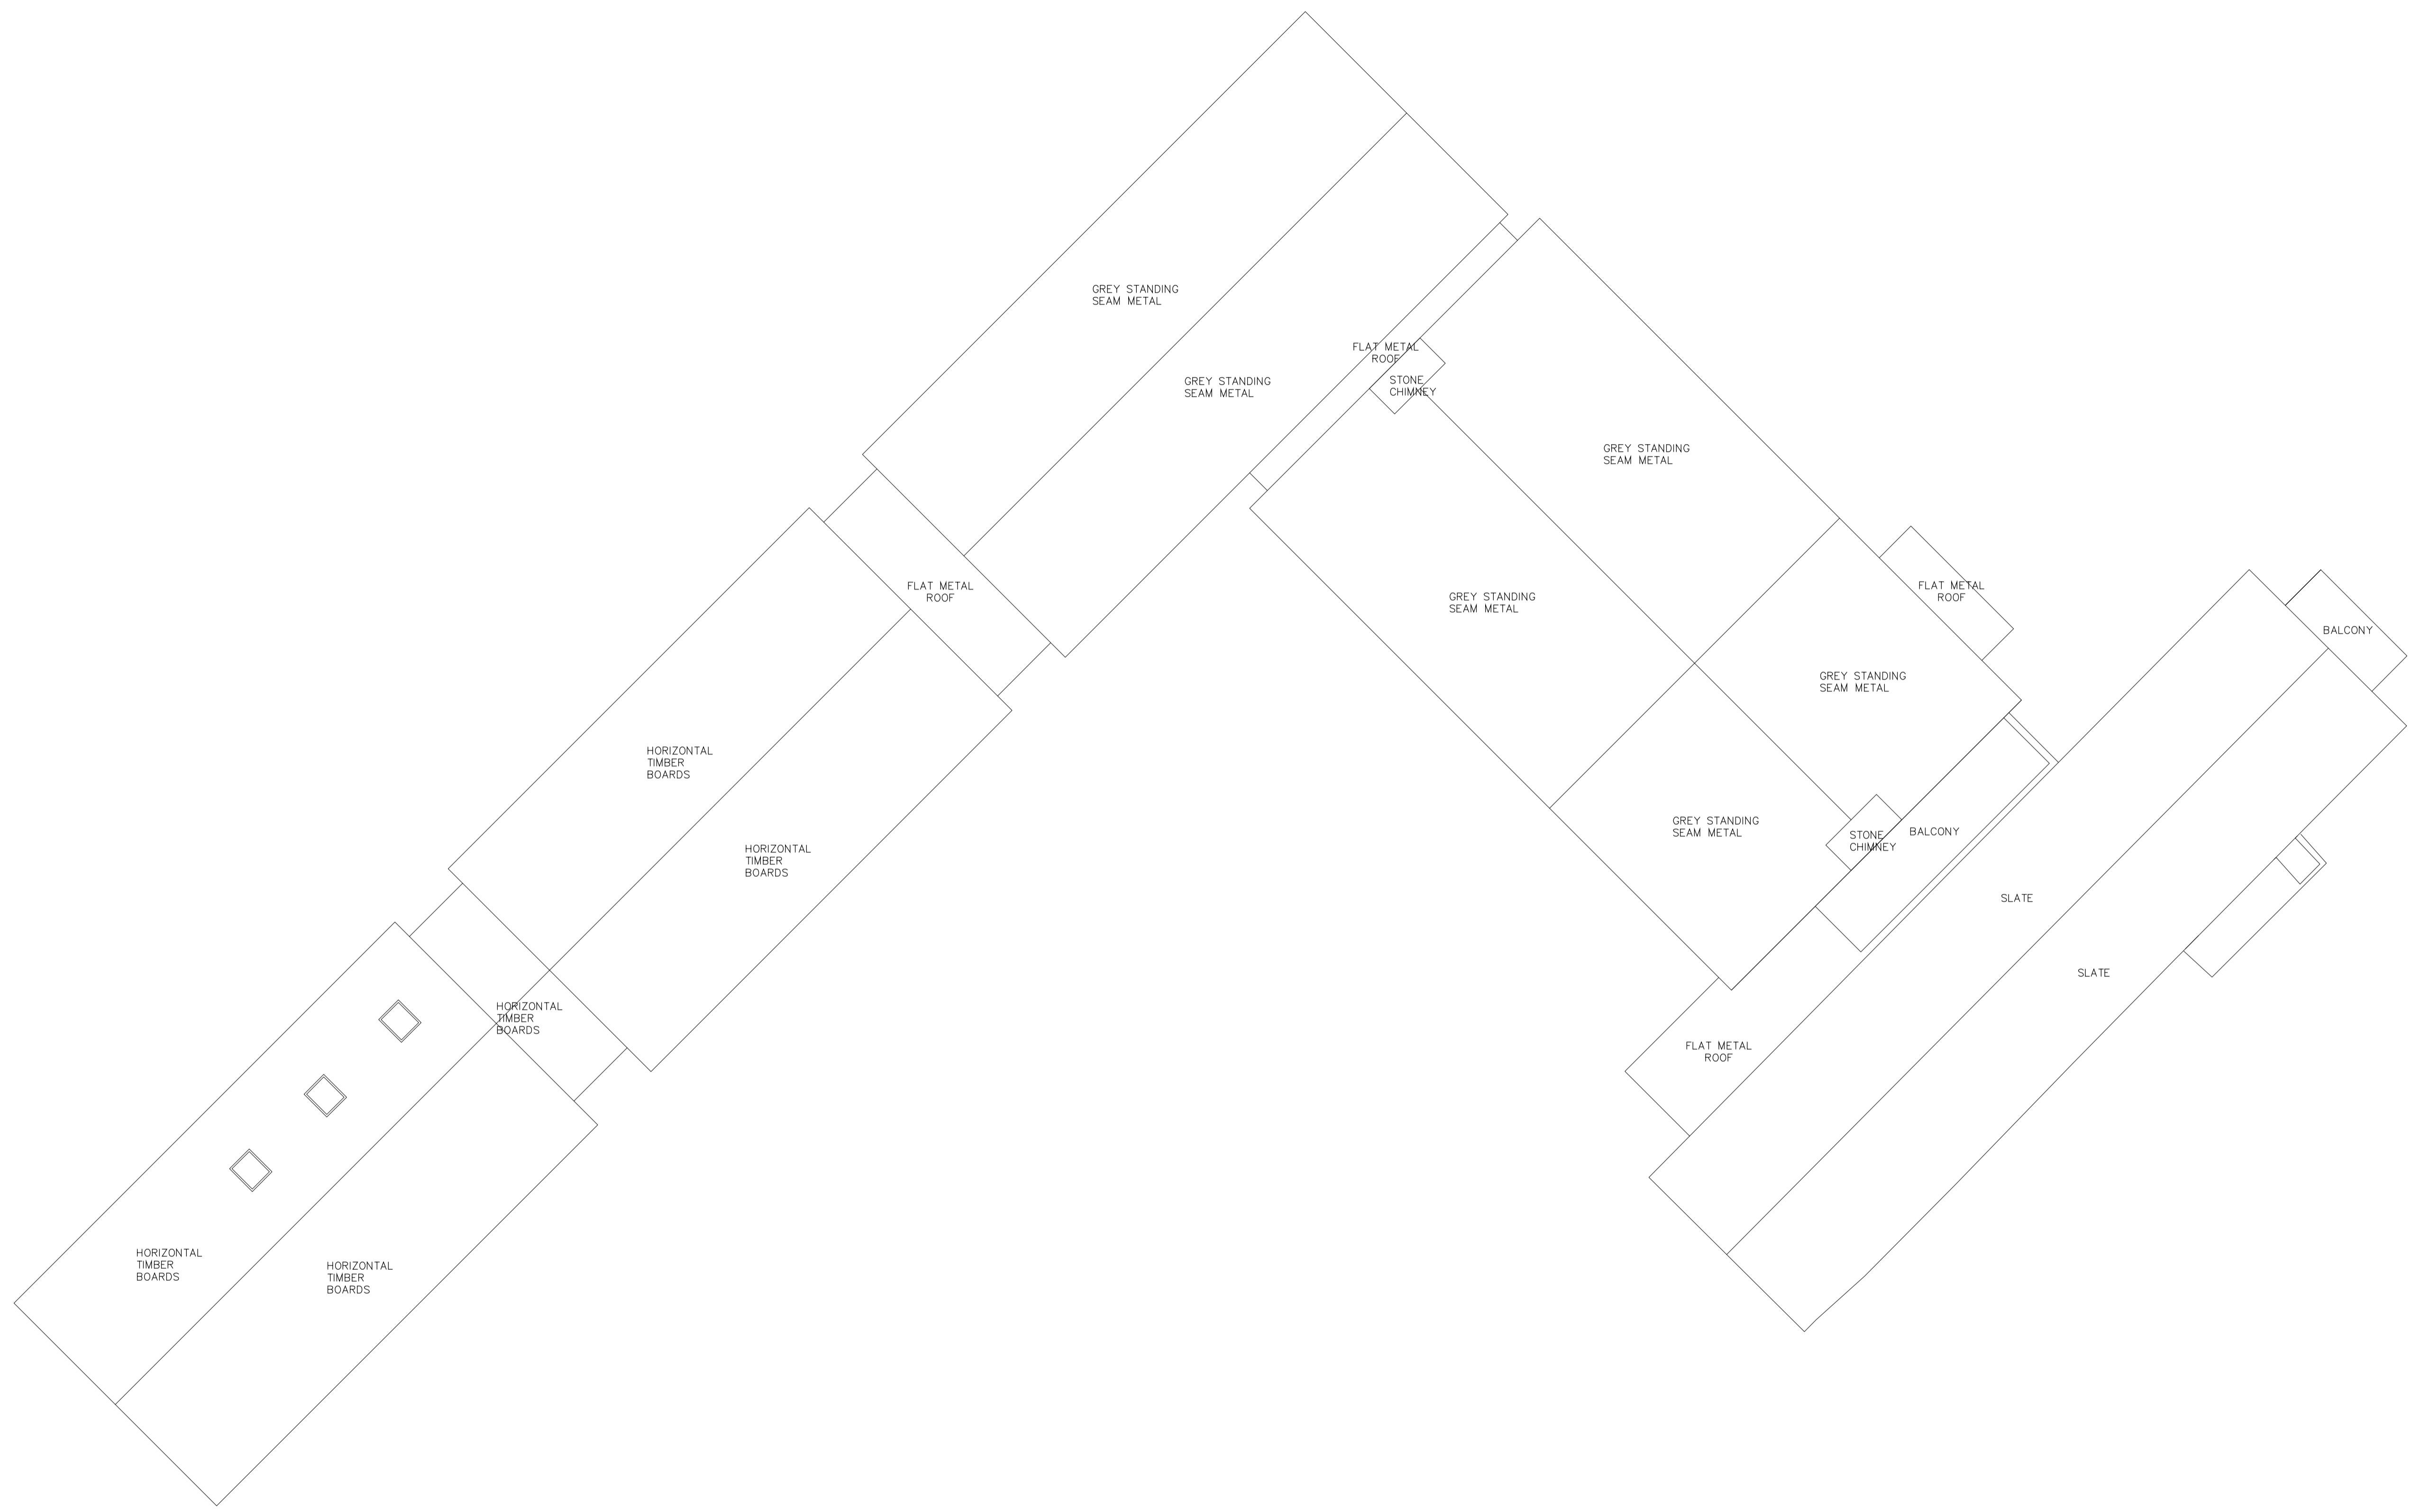 GREY STANDING
SEAM METAL
FLAT METAL
ROOF
GREY STANDING
SEAM METAL
STONE
CHIMNEY
GREY STANDING
SEAM METAL
FLAT METAL
ROOF
FLAT METAL
ROOF
GREY STANDING
SEAM METAL
BALCONY
GREY STANDING
SEAM METAL
HORIZONTAL
TIMBER
BOARDS
GREY STANDING
SEAM METAL
STONE
CHIMNEY
BALCONY
HORIZONTAL
TIMBER
BOARDS
SLATE
SLATE
HORIZONTAL
TIMBER
BOARDS
FLAT METAL
ROOF
HORIZONTAL
TIMBER
BOARDS
HORIZONTAL
TIMBER
BOARDS